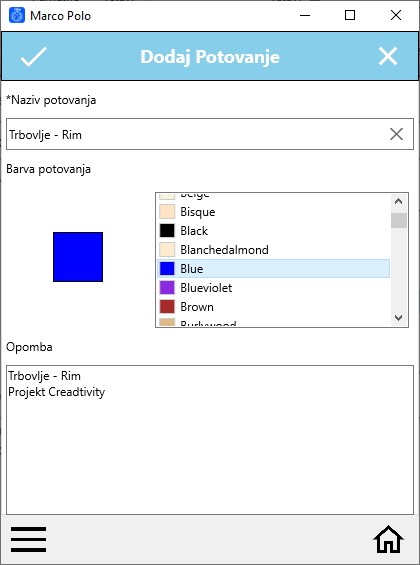 Marco Polo
Dodaj Potovanje
*Naziv potovanja
Trbovlje - Rim
Barva potovanja
Beige
Bisque
Black
Blanchedalmond
Blue
Blueviolet
Brown
Burlywood
Opomba
Trbovlje - Rim
Projekt Creadtivity